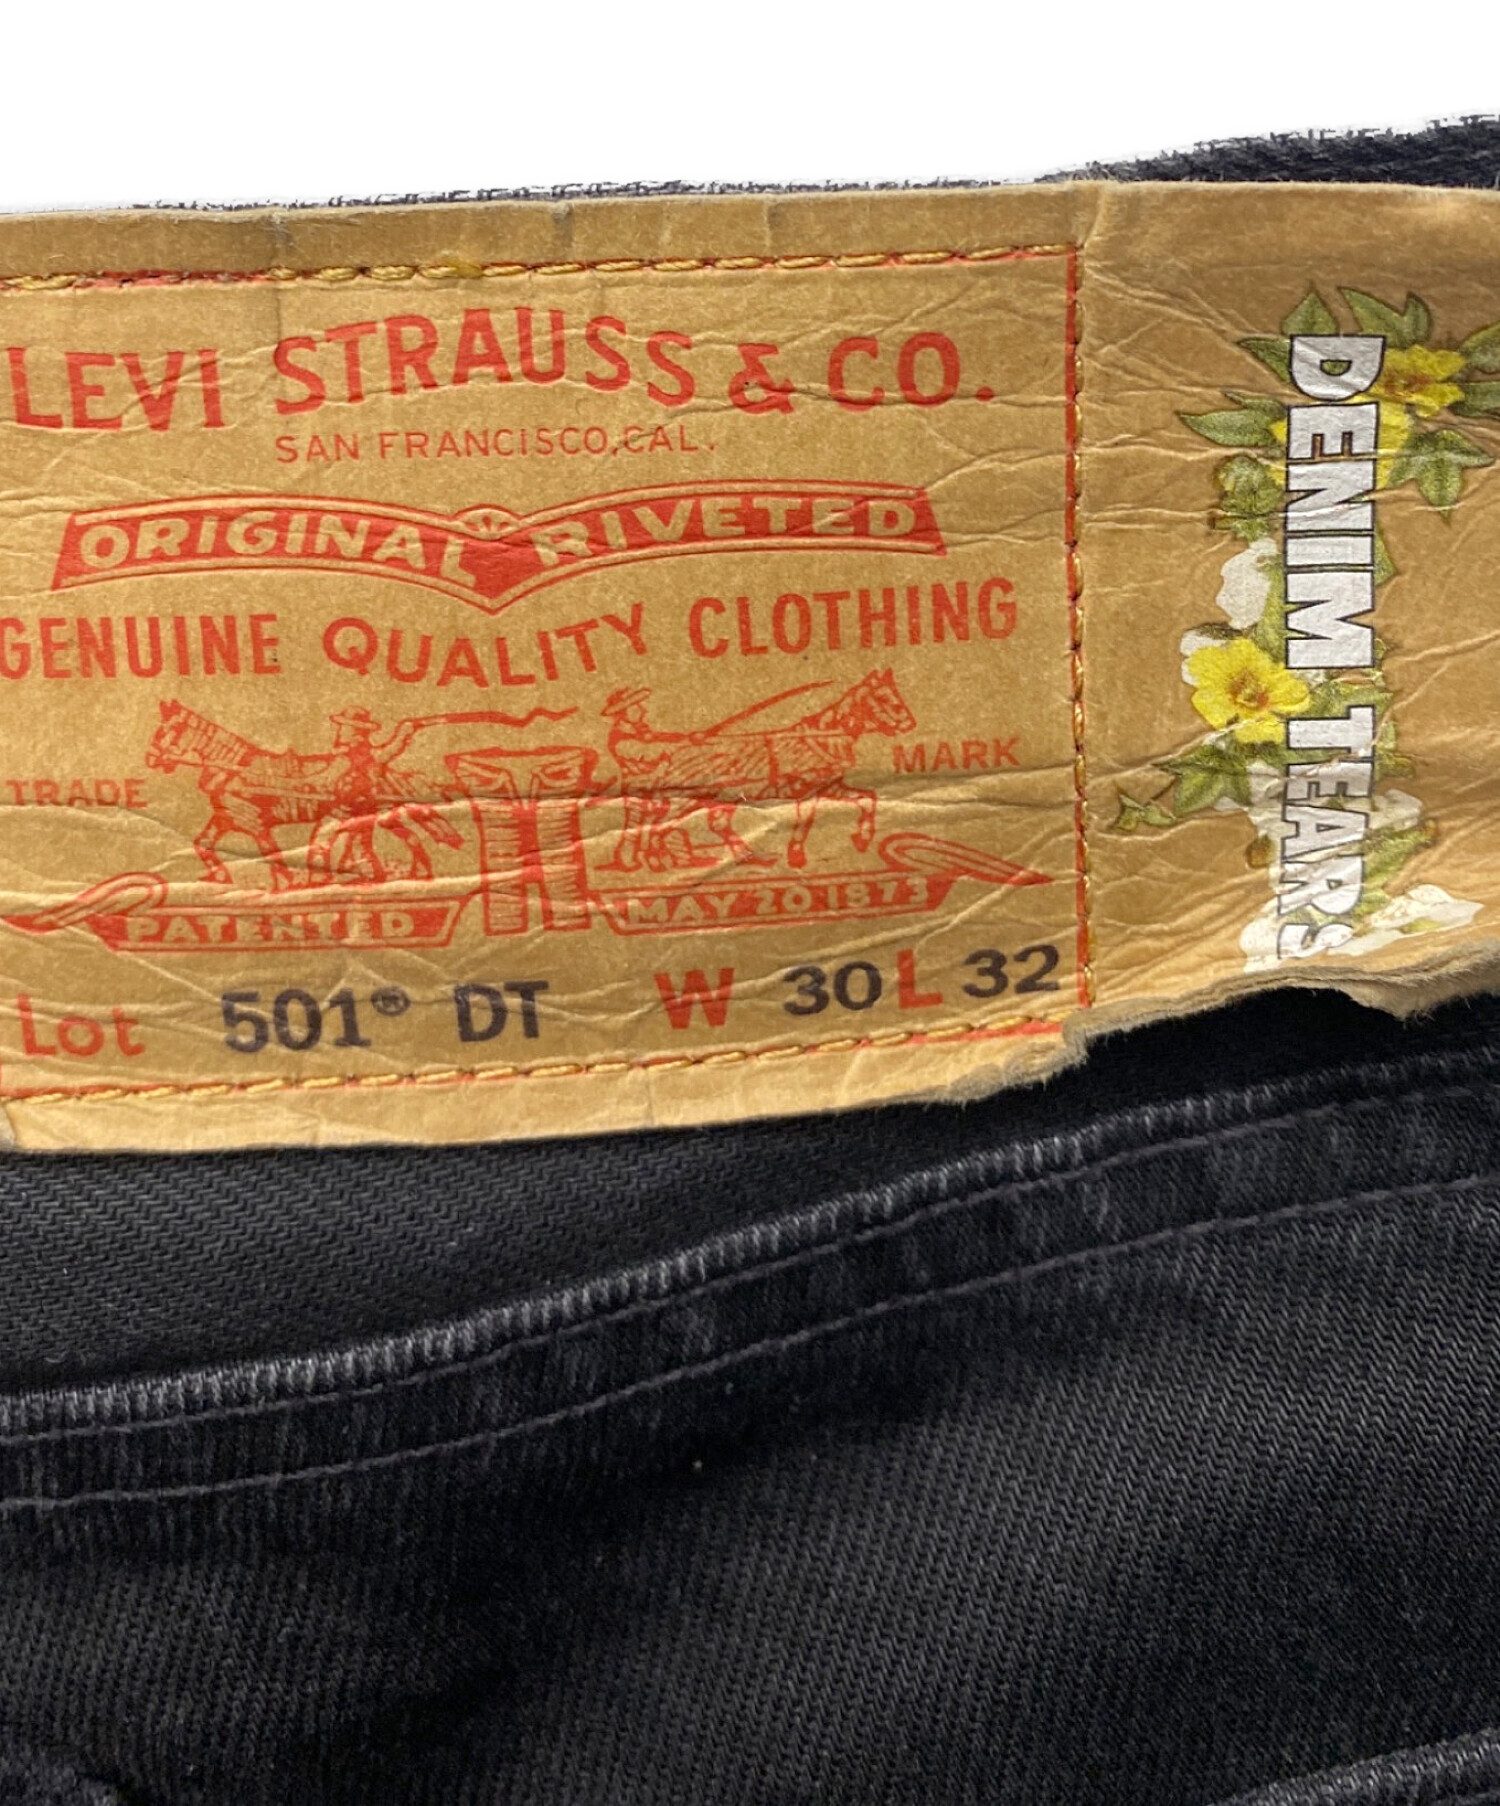 LEVI STRAUSS & CO.
SAN FRANCISCO, CAL.
ORIGINAL RIVETED
GENUINE QUALITY CLOTHING
TRADE MARK
PATENTED MAY 20 1873
Lot 501® DT W 30 L 32
DENIM TEARS